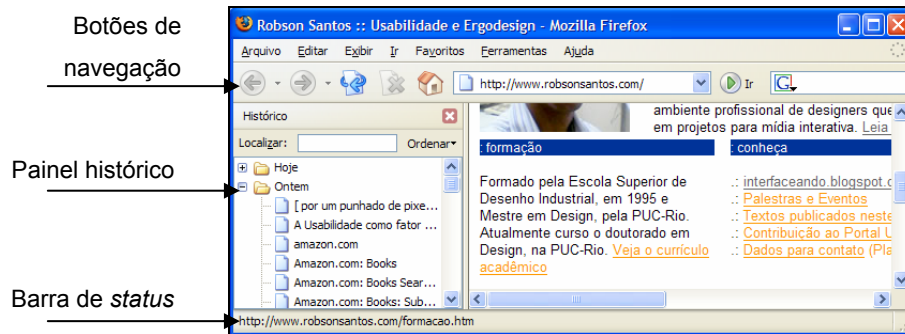 Botões de
navegação
Painel histórico
Barra de status
Robson Santos :: Usabilidade e Ergodesign - Mozilla Firefox
Arquivo Editar Exibir Ir Favoritos Ferramentas Ajuda
http://www.robsonsantos.com/ Ir G
Histórico
Localizar: Ordenar
Hoje
Ontem
[ por um punhado de pixe...
A Usabilidade como fator ...
amazon.com
Amazon.com: Books
Amazon.com: Books Sear...
Amazon.com: Books: Sub...
ambiente profissional de designers que
em projetos para mídia interativa. Leia
: formação
Formado pela Escola Superior de
Desenho Industrial, em 1995 e
Mestre em Design, pela PUC-Rio.
Atualmente curso o doutorado em
Design, na PUC-Rio. Veja o currículo
acadêmico
: conheça
.: interfaceando.blogspot.c
.: Palestras e Eventos
.: Textos publicados neste
.: Contribuição ao Portal U
.: Dados para contato (Pla
http://www.robsonsantos.com/formacao.htm